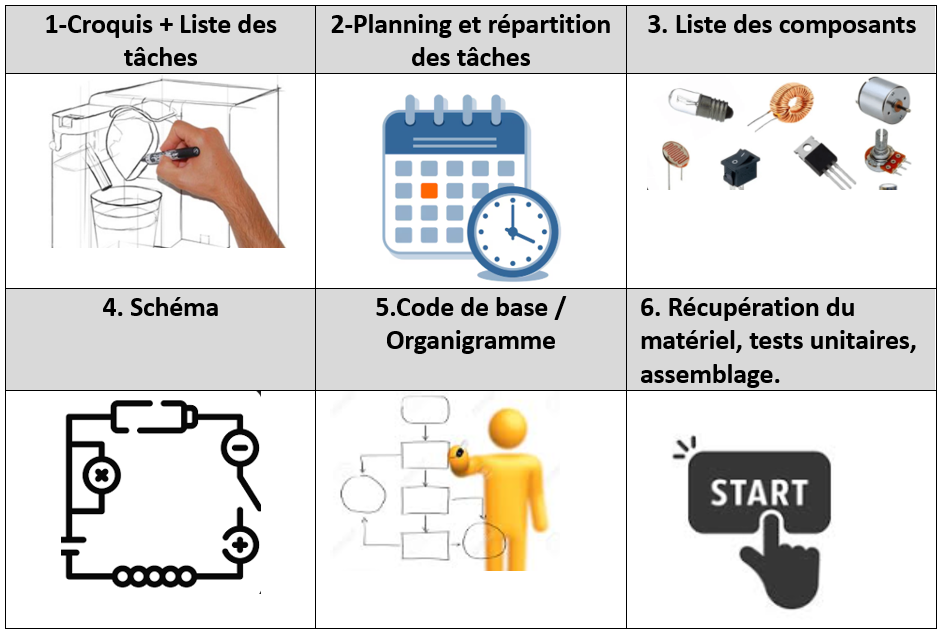 1-Croquis + Liste des
tâches
2-Planning et répartition
des tâches
3. Liste des composants
4. Schéma
5.Code de base /
Organigramme
6. Récupération du
matériel, tests unitaires,
assemblage.
START